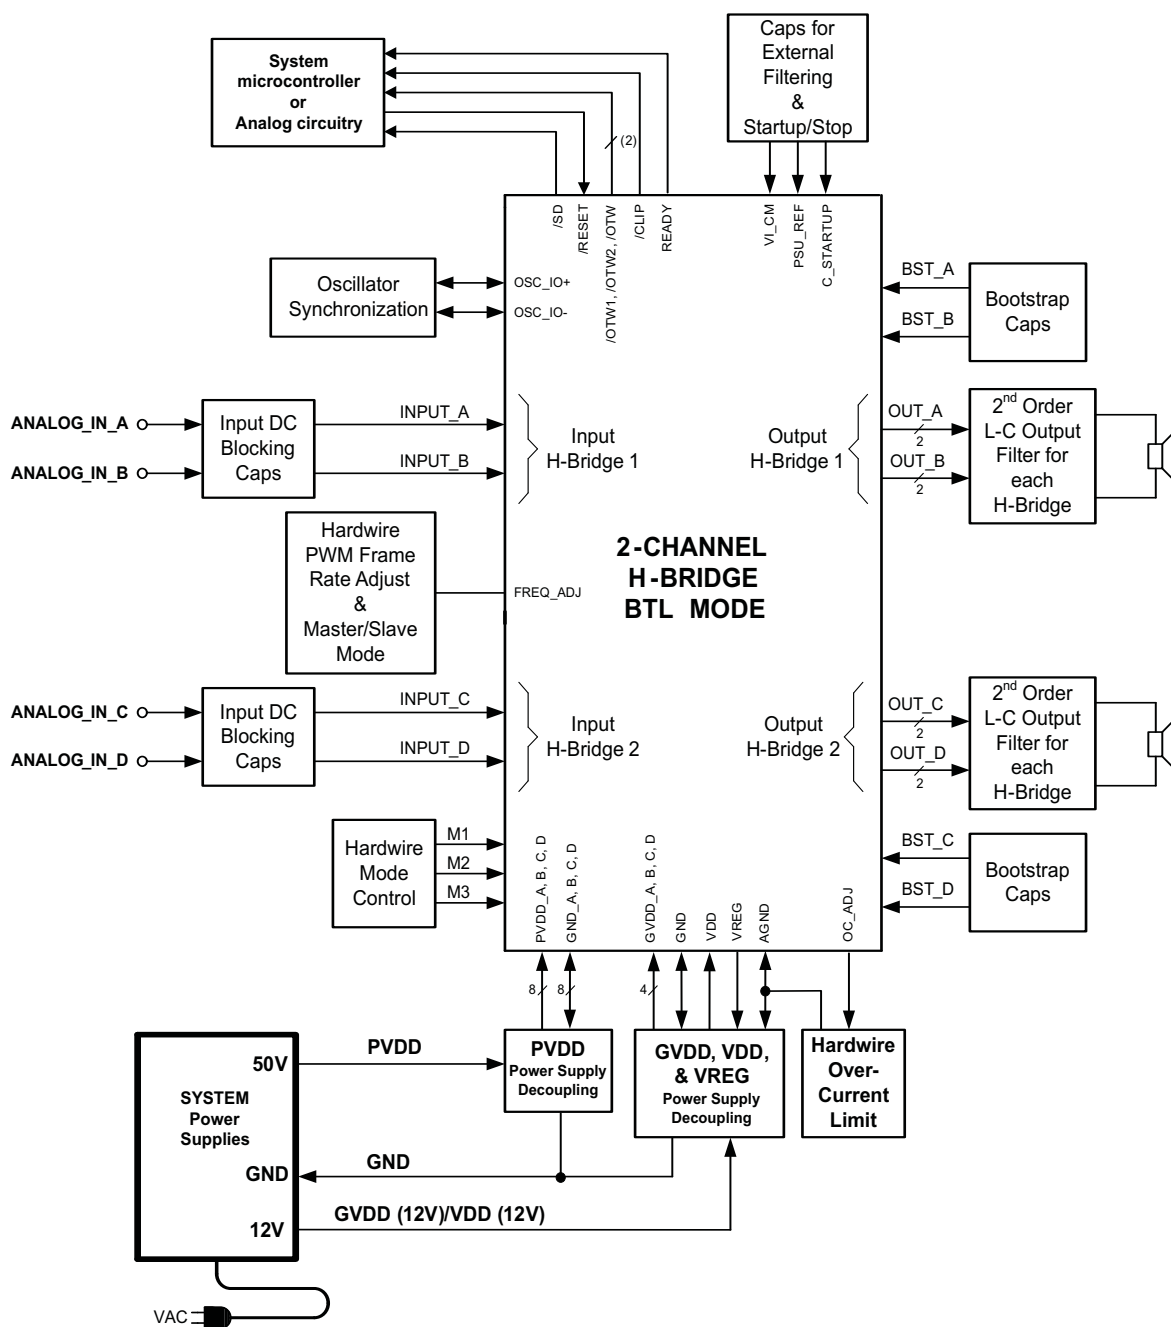 System
microcontroller
or
Analog circuitry
Caps for
External
Filtering
&
Startup/Stop
(2)
/SD
/RESET
/OTW1, /OTW2, /OTW
/CLIP
READY
VI_CM
PSU_REF
C_STARTUP
Oscillator
Synchronization
OSC_IO+
OSC_IO-
BST_A
BST_B
Bootstrap
Caps
ANALOG_IN_A
ANALOG_IN_B
Input DC
Blocking
Caps
INPUT_A
INPUT_B
Input
H-Bridge 1
Output
H-Bridge 1
OUT_A
2
OUT_B
2
2nd Order
L-C Output
Filter for
each
H-Bridge
Hardwire
PWM Frame
Rate Adjust
&
Master/Slave
Mode
FREQ_ADJ
2-CHANNEL
H-BRIDGE
BTL MODE
ANALOG_IN_C
ANALOG_IN_D
Input DC
Blocking
Caps
INPUT_C
INPUT_D
Input
H-Bridge 2
Output
H-Bridge 2
OUT_C
2
OUT_D
2
2nd Order
L-C Output
Filter for
each
H-Bridge
Hardwire
Mode
Control
M1
M2
M3
PVDD_A, B, C, D
GND_A, B, C, D
GVDD_A, B, C, D
GND
VDD
VREG
AGND
OC_ADJ
BST_C
BST_D
Bootstrap
Caps
8
8
4
50V
SYSTEM
Power
Supplies
GND
12V
PVDD
GND
GVDD (12V)/VDD (12V)
PVDD
Power Supply
Decoupling
GVDD, VDD,
& VREG
Power Supply
Decoupling
Hardwire
Over-
Current
Limit
VAC